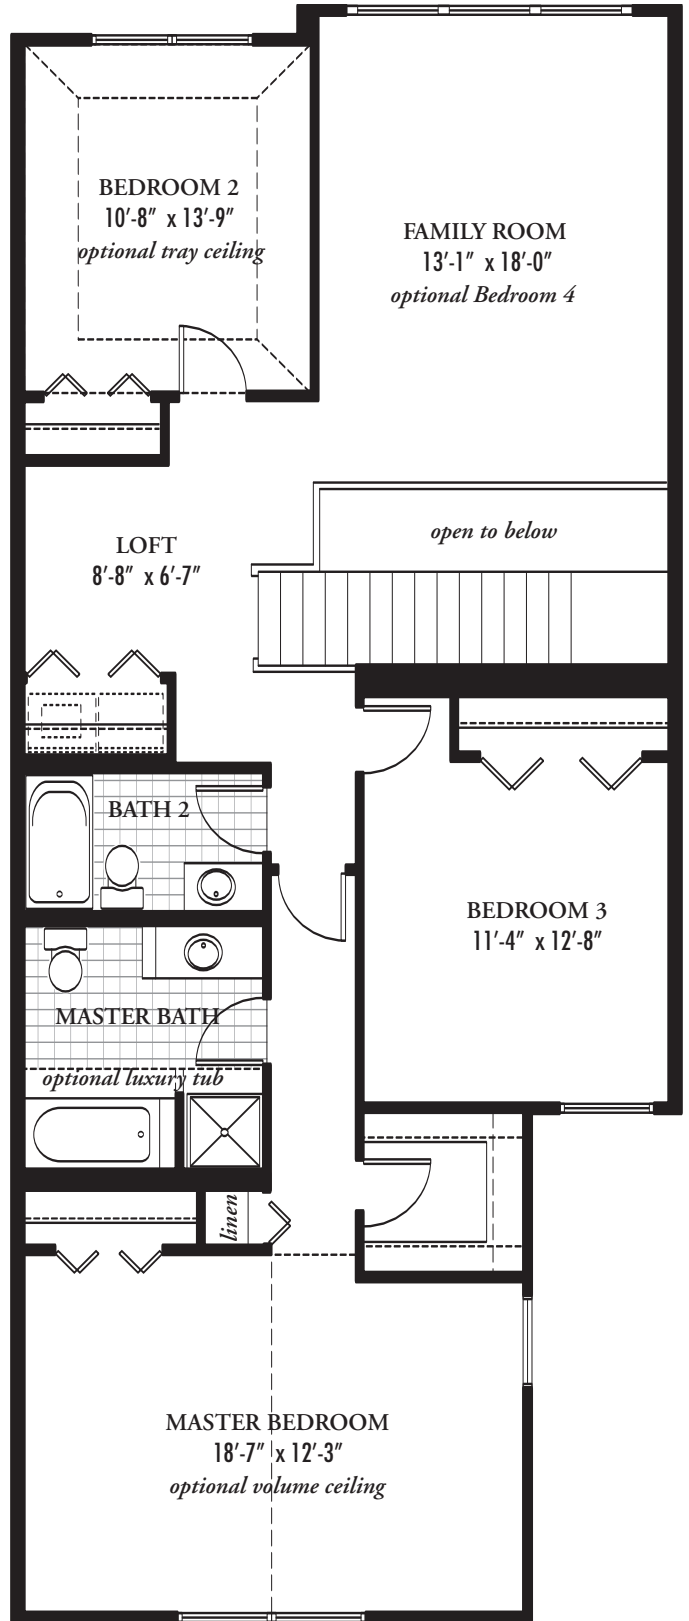 BEDROOM 2
10’-8” x 13’-9”
optional tray ceiling
FAMILY ROOM
13’-1” x 18’-0”
optional Bedroom 4
open to below
LOFT
8’-8” x 6’-7”
BATH 2
BEDROOM 3
11’-4” x 12’-8”
MASTER BATH
optional luxury tub
linen
MASTER BEDROOM
18’-7” x 12’-3”
optional volume ceiling